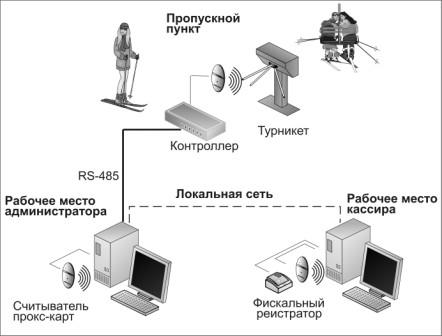 Пропускной
пункт
Турникет
Контроллер
RS-485
Локальная сеть
Рабочее место
администратора
Рабочее место
кассира
Считыватель
прокс-карт
Фискальный
реистратор